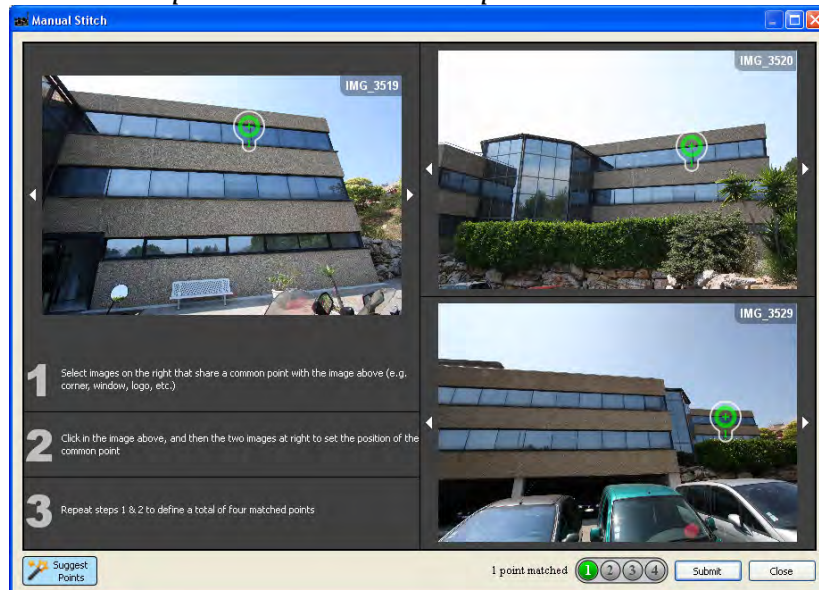 Manual Stitch
IMG_3519
IMG_3520
IMG_3529
1
Select images on the right that share a common point with the image above (e.g.
corner, window, logo, etc.)
2
Click in the image above, and then the two images at right to set the position of the
common point
3
Repeat steps 1 & 2 to define a total of four matched points
Suggest
Points
1 point matched
1 2 3 4
Submit
Close